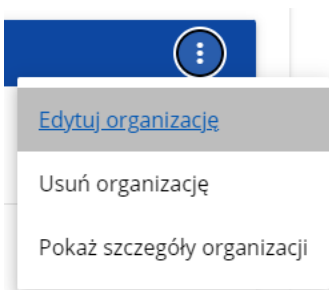 Edytuj organizację
Usuń organizację
Pokaż szczegóły organizacji